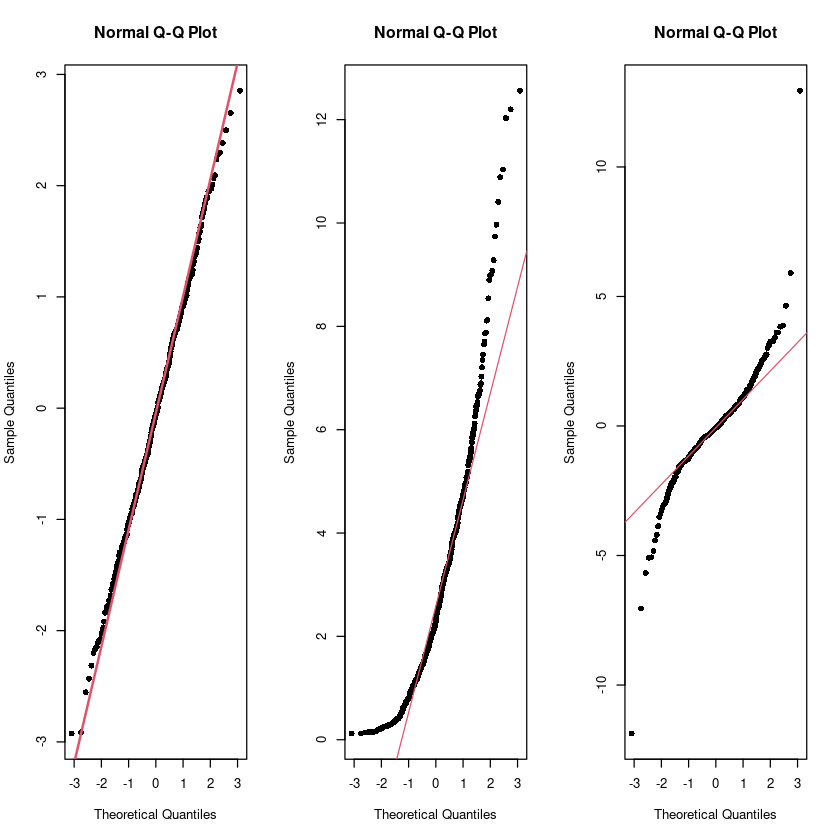 Normal Q-Q Plot
Sample Quantiles
3
2
1
0
-1
-2
-3
-3 -2 -1 0 1 2 3
Theoretical Quantiles
Normal Q-Q Plot
Sample Quantiles
12
10
8
6
4
2
0
-3 -2 -1 0 1 2 3
Theoretical Quantiles
Normal Q-Q Plot
Sample Quantiles
10
5
0
-5
-10
-3 -2 -1 0 1 2 3
Theoretical Quantiles